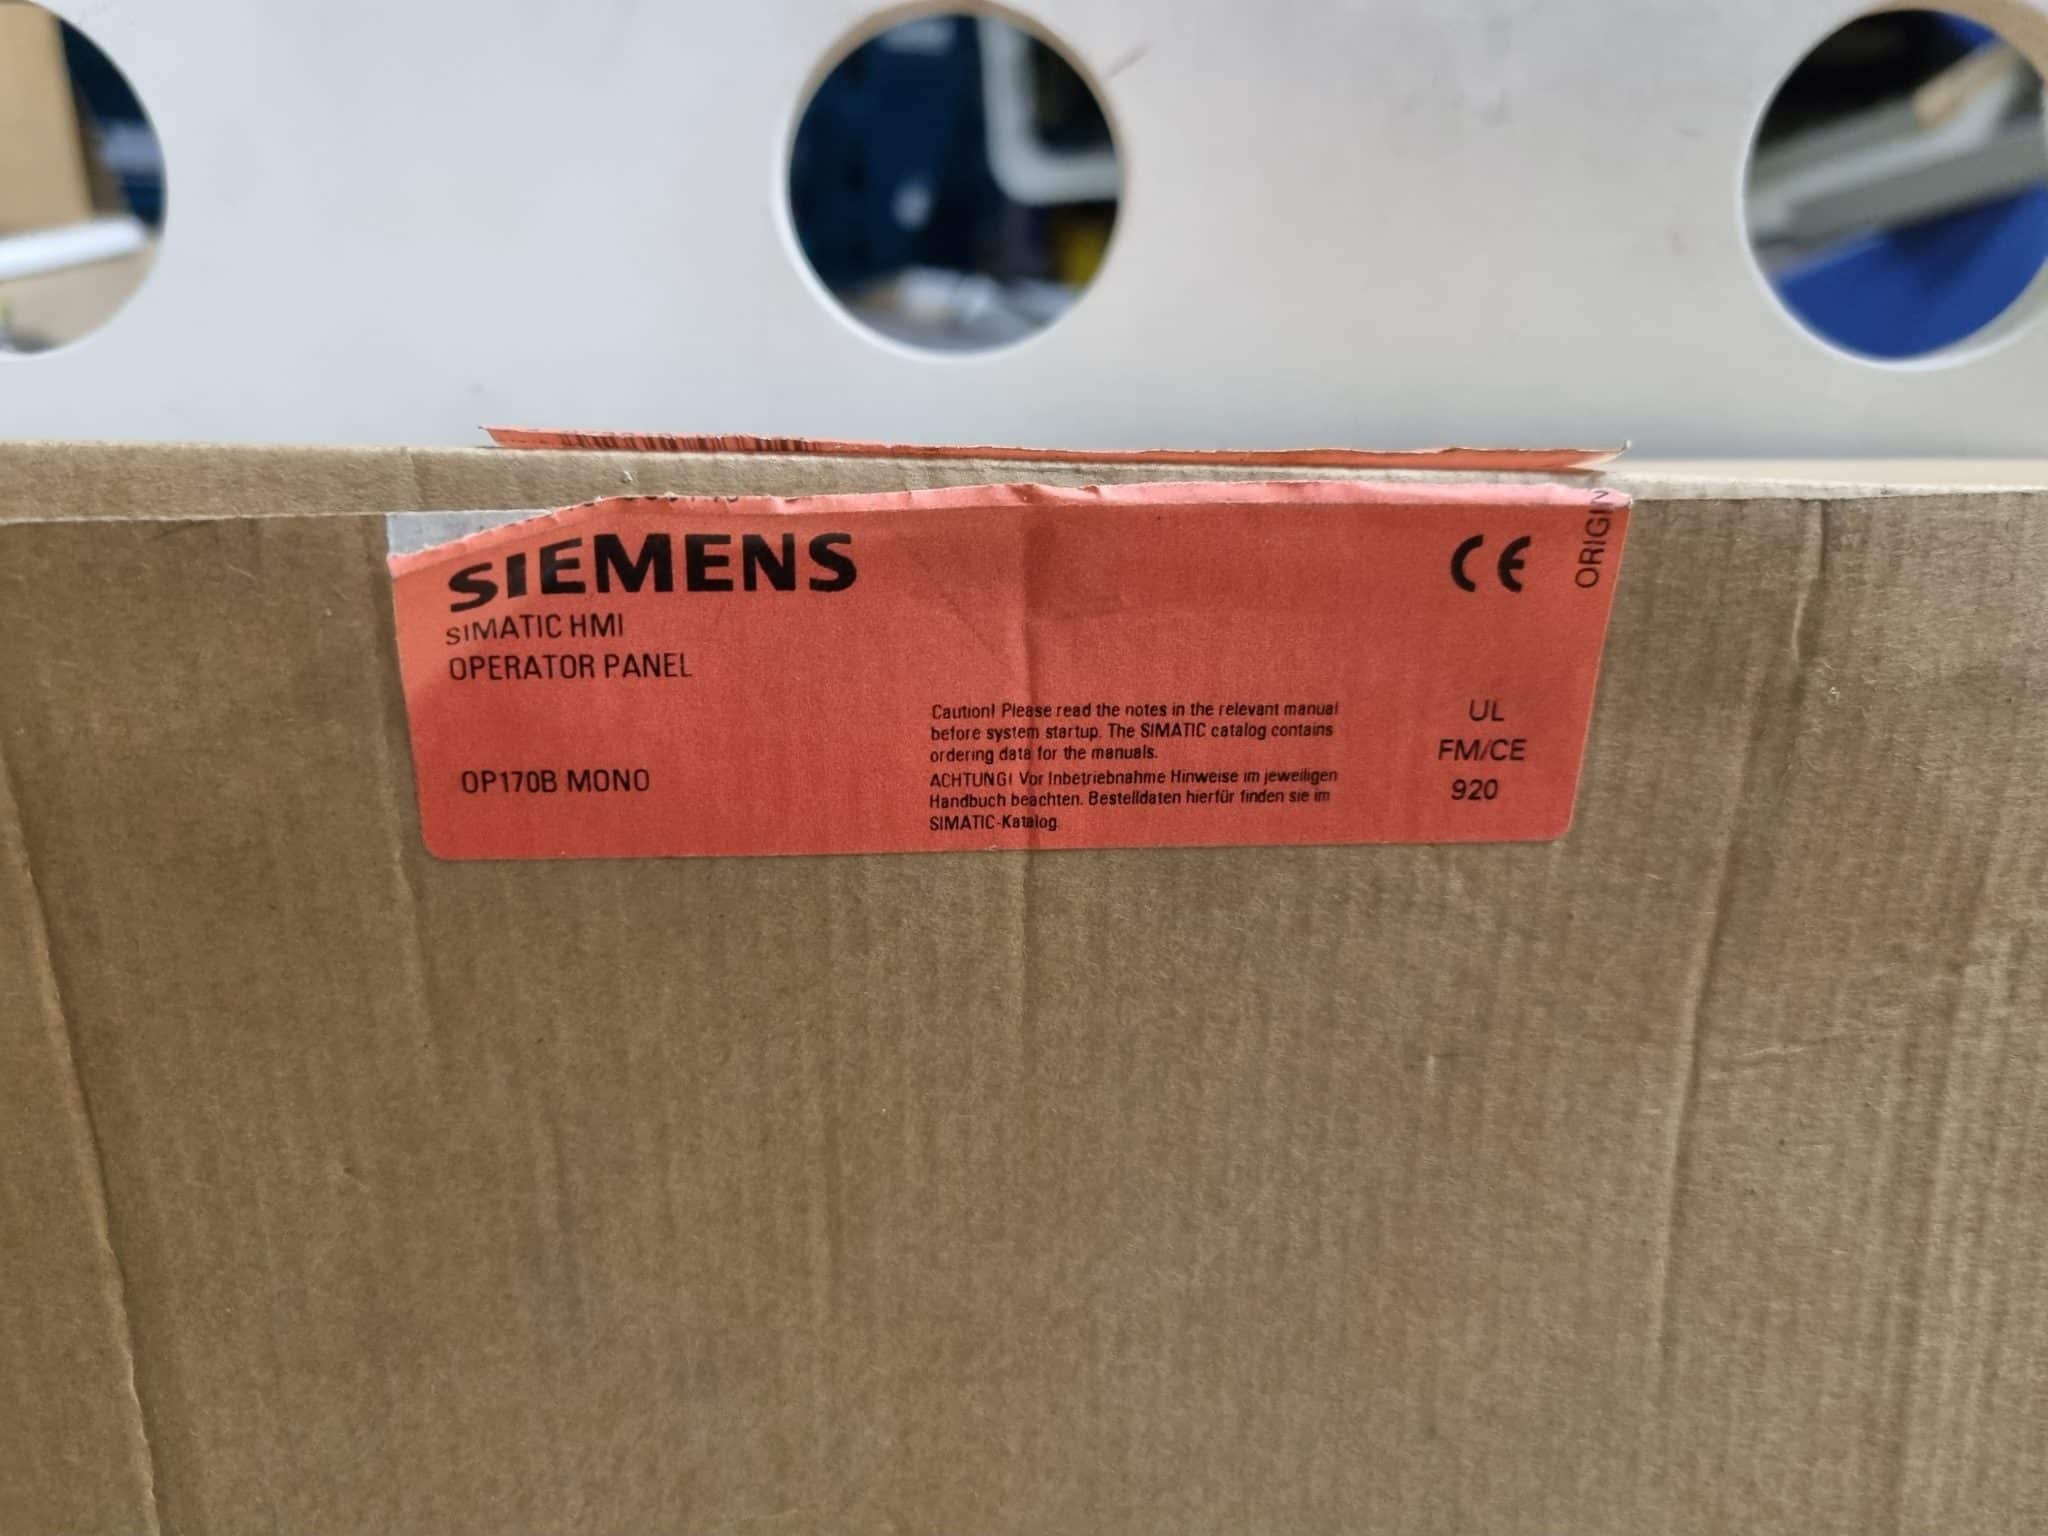 SIEMENS
SIMATIC HMI
OPERATOR PANEL
OP170B MONO
Caution! Please read the notes in the relevant manual
before system startup. The SIMATIC catalog contains
ordering data for the manuals.
ACHTUNG! Vor Inbetriebnahme Hinweise im jeweiligen
Handbuch beachten. Bestelldaten hierfür finden sie im
SIMATIC-Katalog
CE
UL
FM/CE
920
ORIGIN